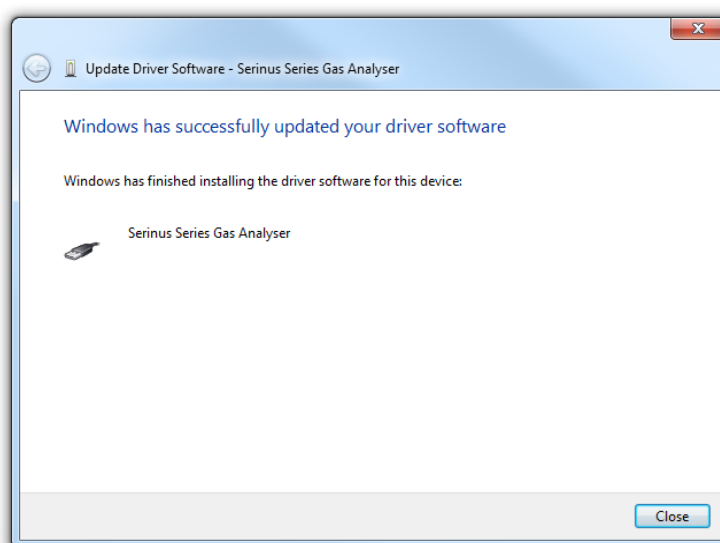 Update Driver Software - Serinus Series Gas Analyser
Windows has successfully updated your driver software
Windows has finished installing the driver software for this device:
Serinus Series Gas Analyser
Close